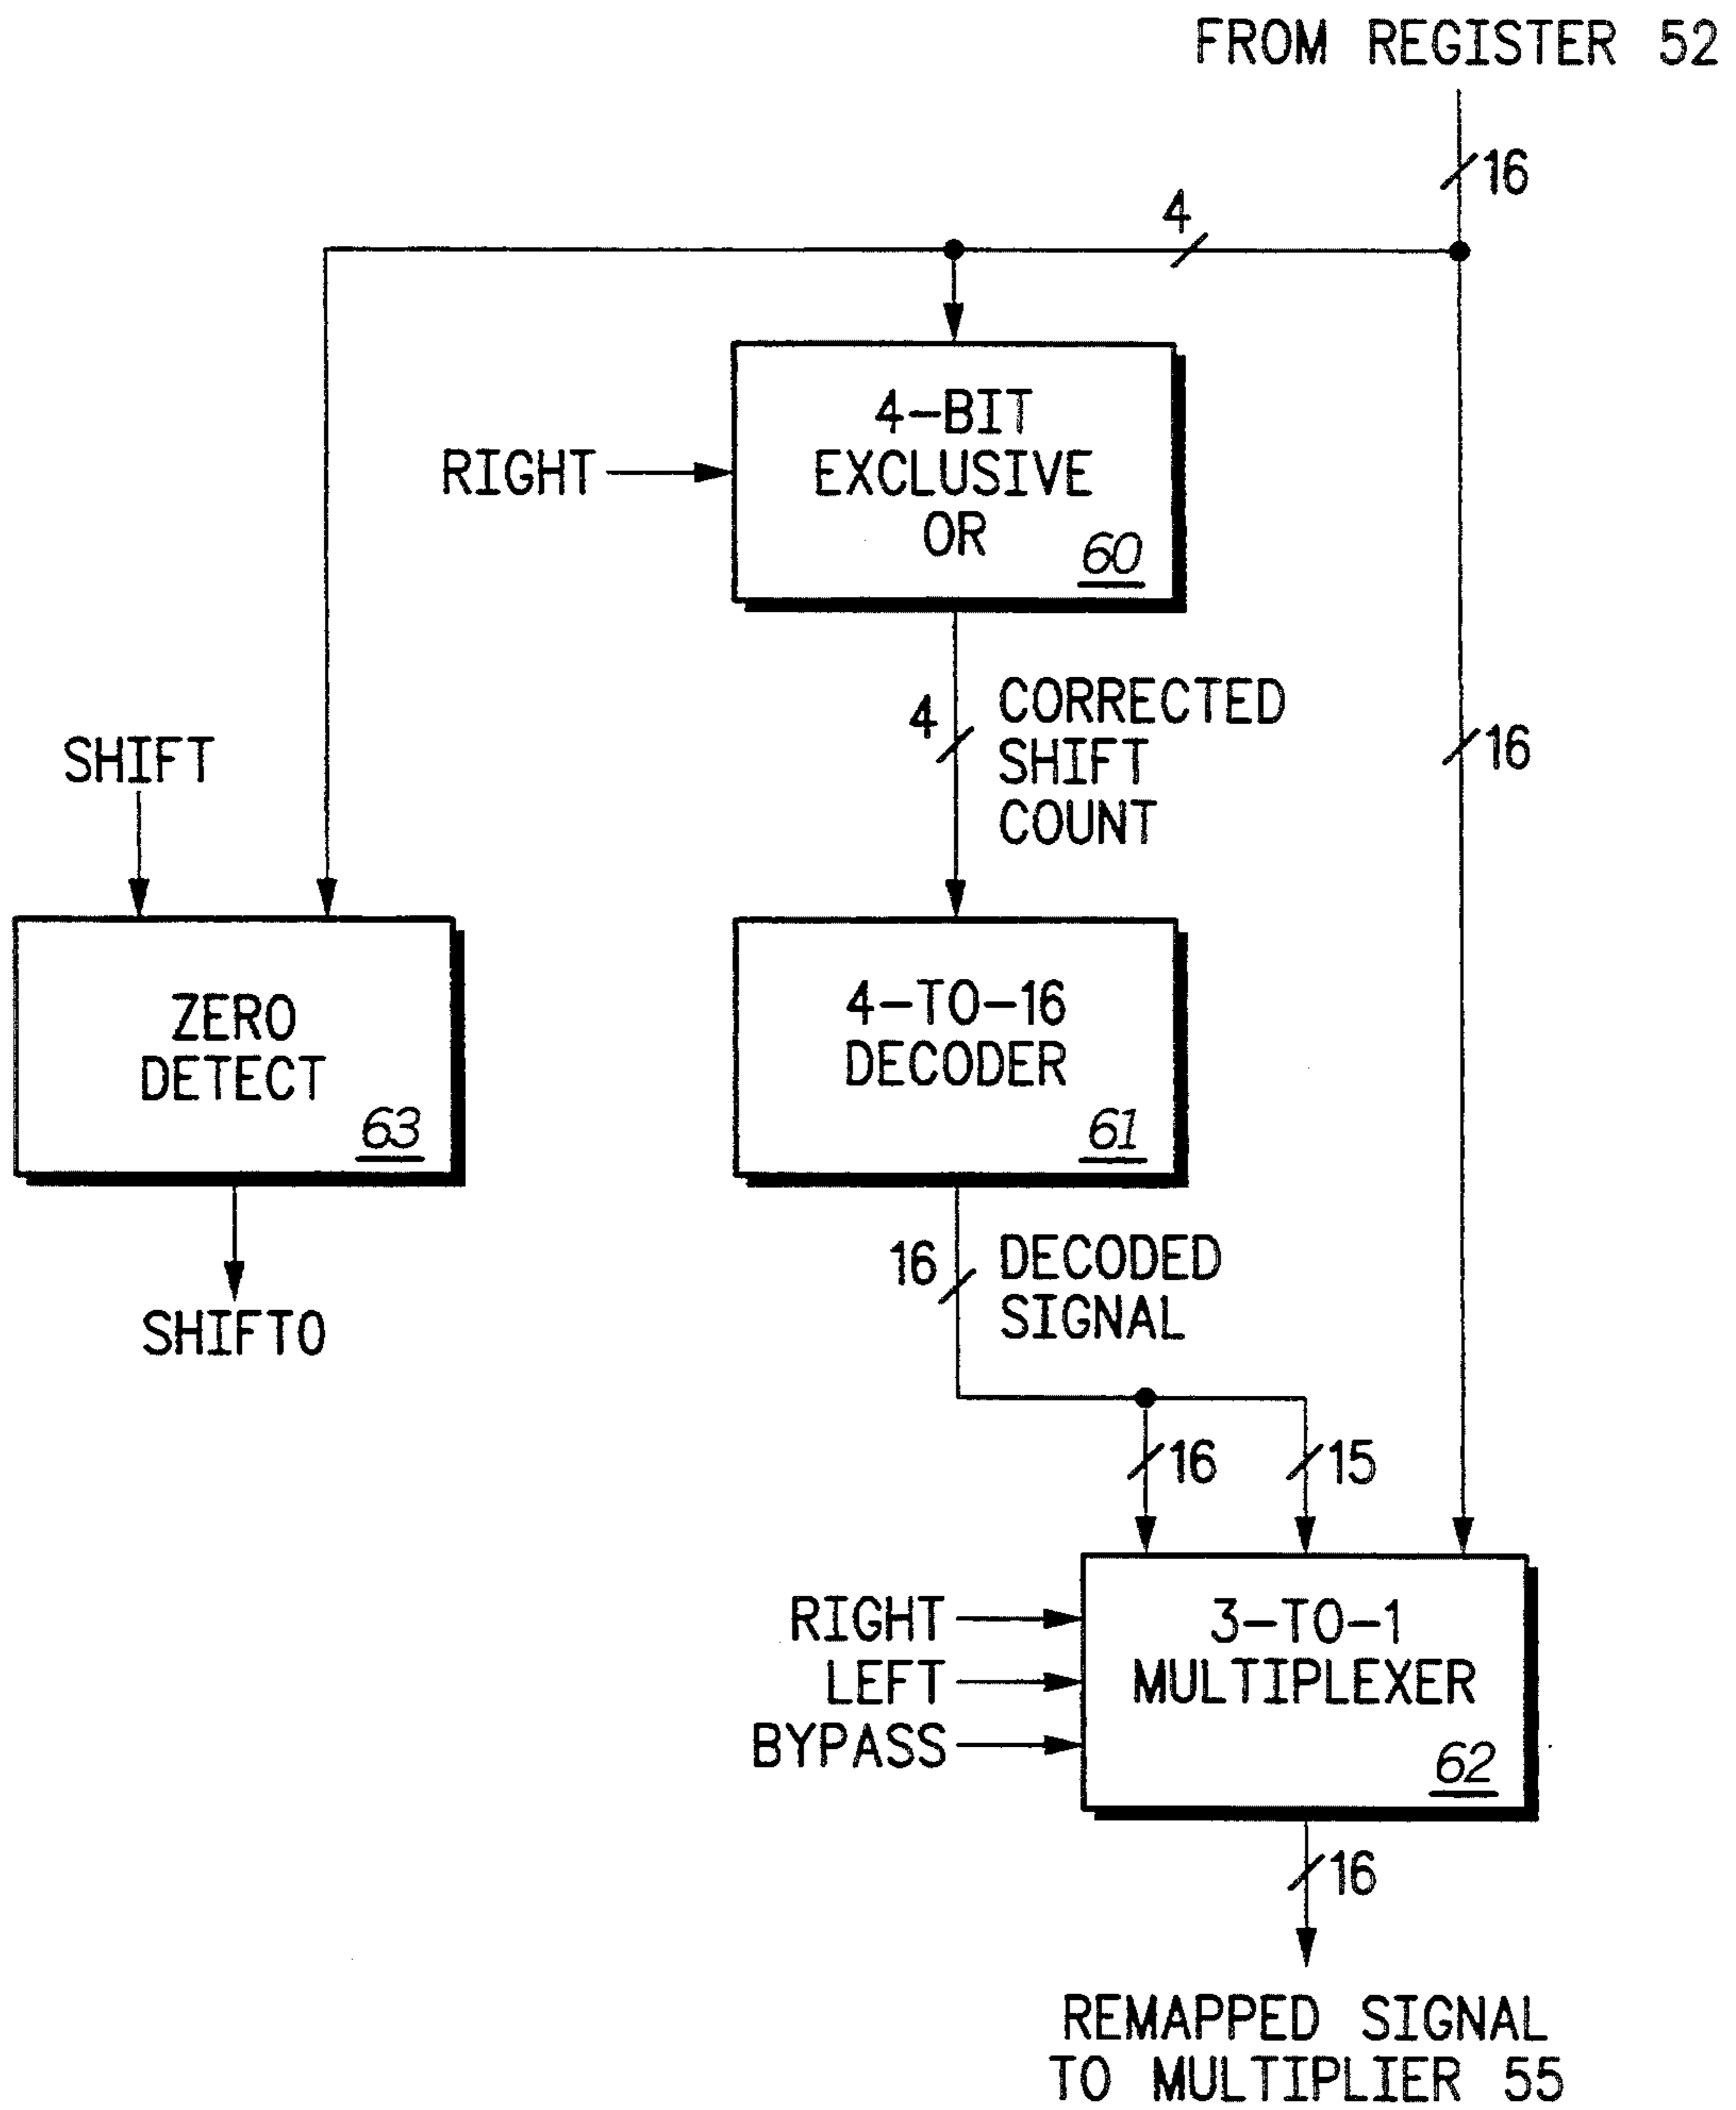 FROM REGISTER 52
16
4
4-BIT
EXCLUSIVE
OR
60
RIGHT
4
CORRECTED
SHIFT
COUNT
16
SHIFT
ZERO
DETECT
63
4-TO-16
DECODER
61
16
DECODED
SIGNAL
SHIFT0
16
15
RIGHT
LEFT
BYPASS
3-TO-1
MULTIPLEXER
62
16
REMAPPED SIGNAL
TO MULTIPLIER 55